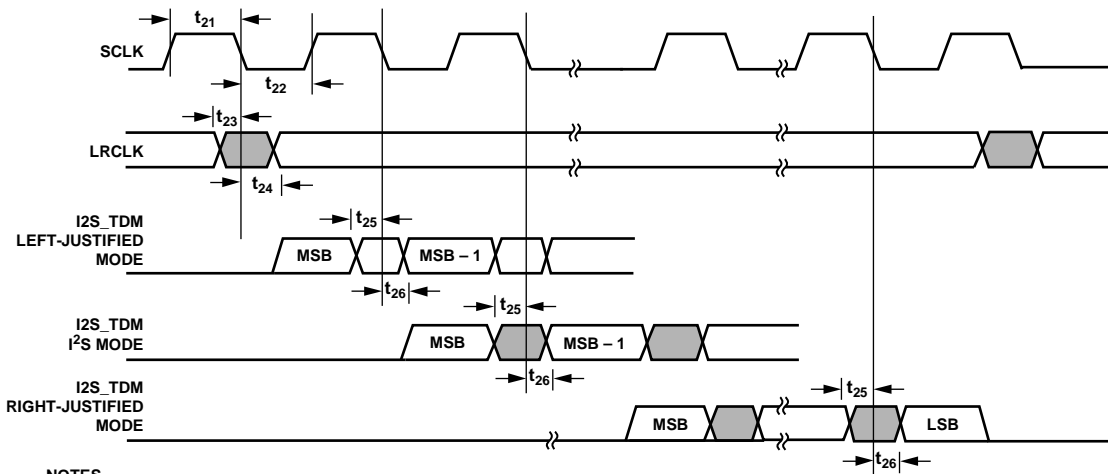 t21
SCLK
t22
t23
LRCLK
t24
I2S_TDM
LEFT-JUSTIFIED
MODE
t25
MSB
MSB – 1
t26
I2S_TDM
I2S MODE
t25
MSB
MSB – 1
t26
I2S_TDM
RIGHT-JUSTIFIED
MODE
t25
MSB
LSB
t26
NOTES